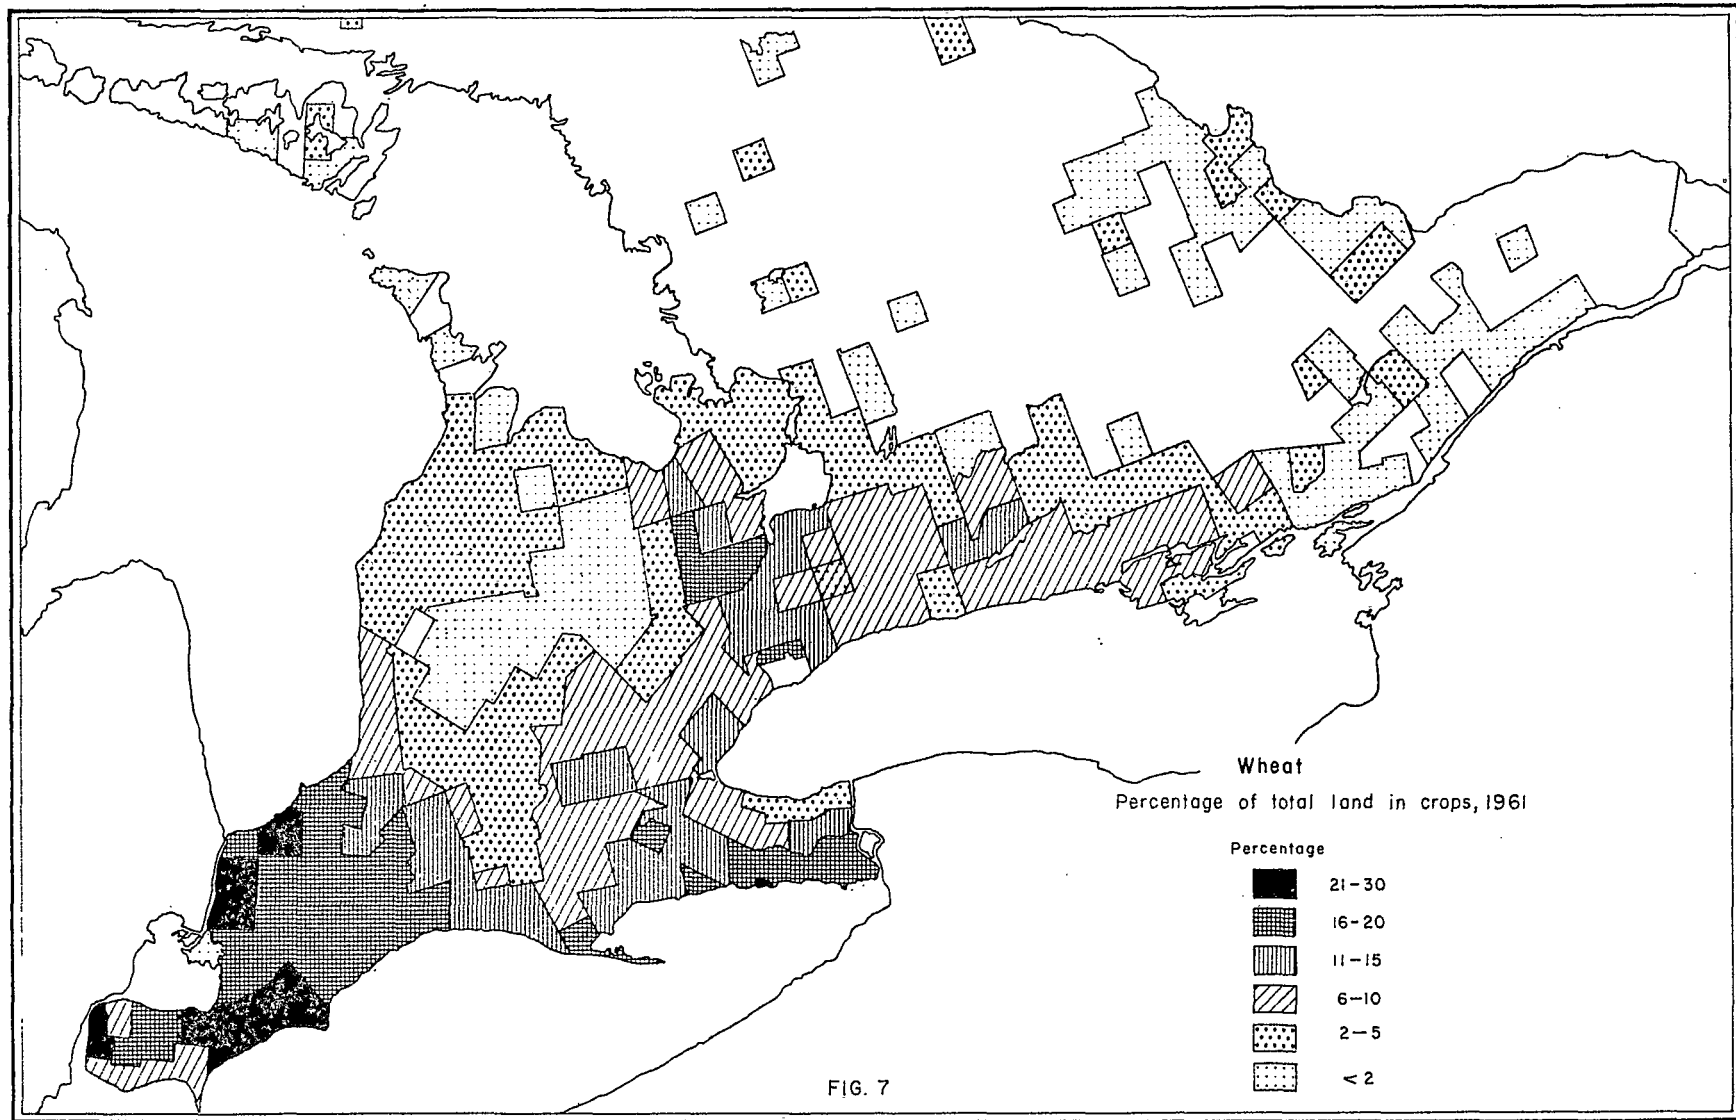 Wheat
Percentage of total land in crops, 1961
Percentage
21-30
16-20
11-15
6-10
2-5
<2
FIG. 7